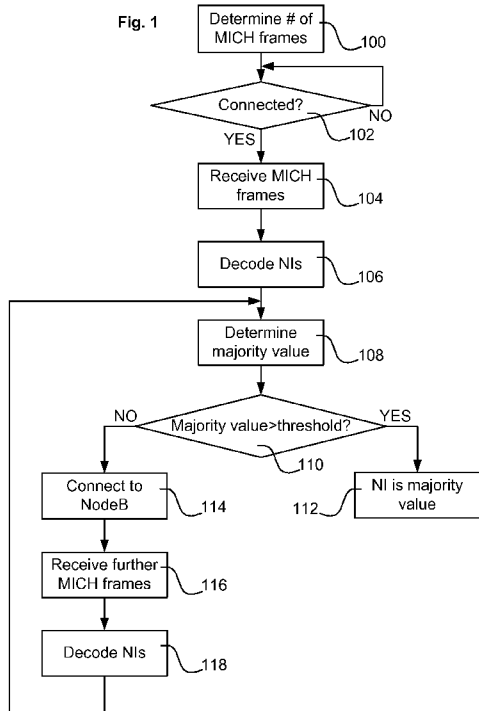 Fig. 1
Determine # of
MICH frames
100
Connected?
102
NO
YES
Receive MICH
frames
104
Decode NIs
106
Determine
majority value
108
NO
Majority value>threshold?
YES
110
Connect to
NodeB
114
112
NI is majority
value
Receive further
MICH frames
116
Decode NIs
118